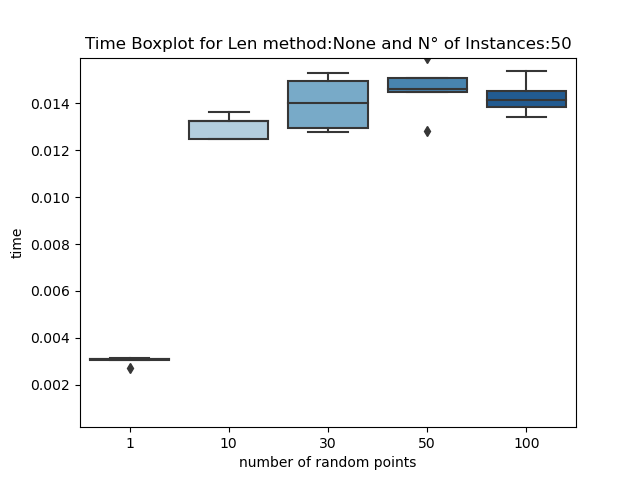 Time Boxplot for Len method:None and N° of Instances:50
0.014
0.012
0.010
0.008
0.006
0.004
0.002
time
1 10 30 50 100
number of random points